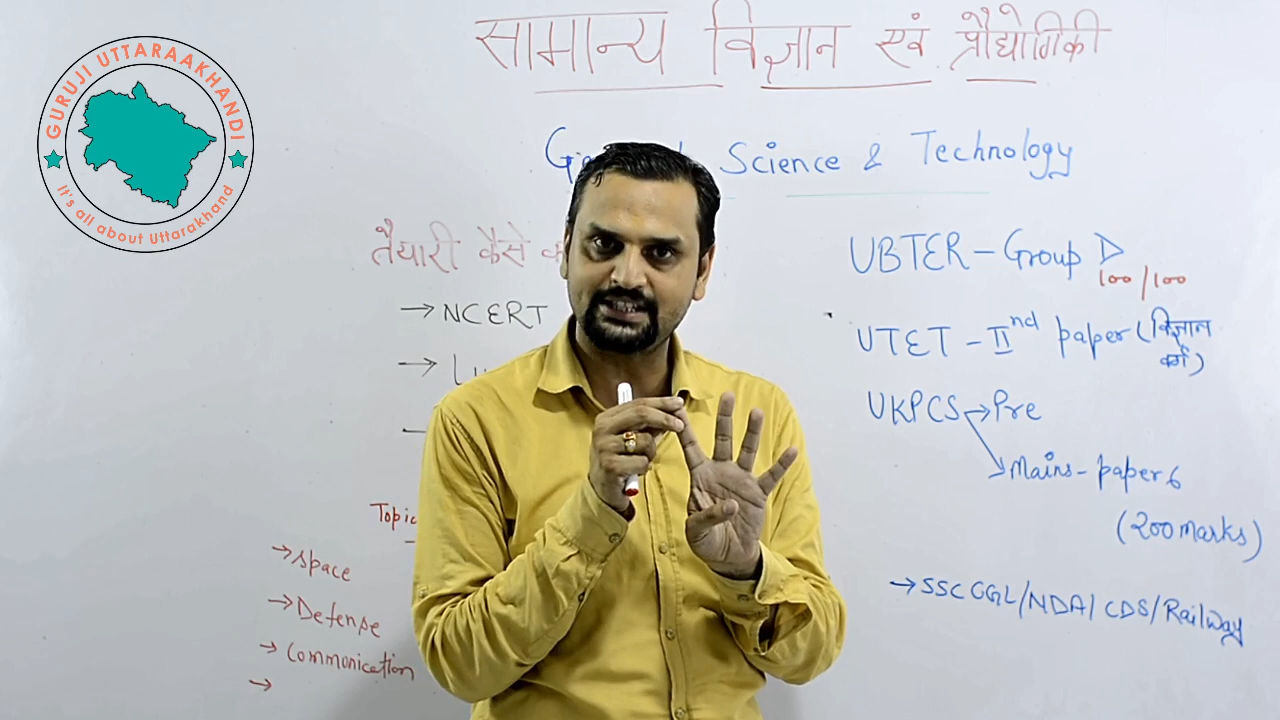 GURUJI UTTARAAKHANDI
It's all about Uttarakhand
सामान्य विज्ञान एवं प्रौद्योगिकी
Science & Technology
तैयारी कैसे
→ NCERT
Topic
→ space
→ Defense
→ Commonication
→
UBTER - Group D
100/100
UTET - IInd paper (विज्ञान
वर्ग)
UKPCS → Pre
Mains - paper 6
(200 marks)
→ SSC CGL/NDA/ CDS/Railway